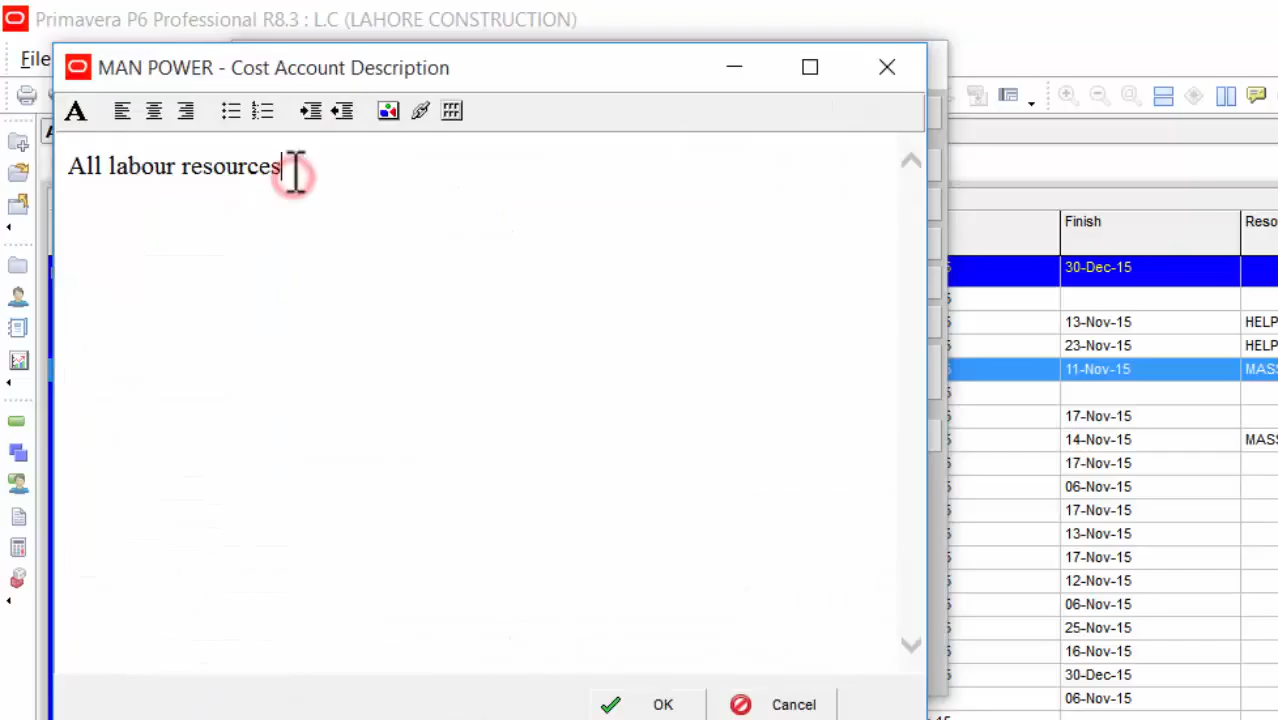 Primavera P6 Professional R8.3 : L.C (LAHORE CONSTRUCTION)
File
MAN POWER - Cost Account Description
All labour resources
Finish
Reso
30-Dec-15
13-Nov-15 HELP
23-Nov-15 HELP
11-Nov-15 MASS
17-Nov-15
14-Nov-15 MASS
17-Nov-15
06-Nov-15
17-Nov-15
13-Nov-15
17-Nov-15
12-Nov-15
06-Nov-15
25-Nov-15
16-Nov-15
30-Dec-15
06-Nov-15
OK
Cancel